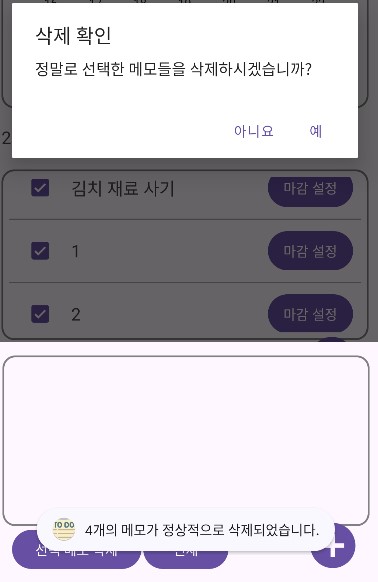 삭제 확인
정말로 선택한 메모들을 삭제하시겠습니까?
아니요 예
2
김치 재료 사기 마감 설정
1 마감 설정
2 마감 설정
TO DO 4개의 메모가 정상적으로 삭제되었습니다.